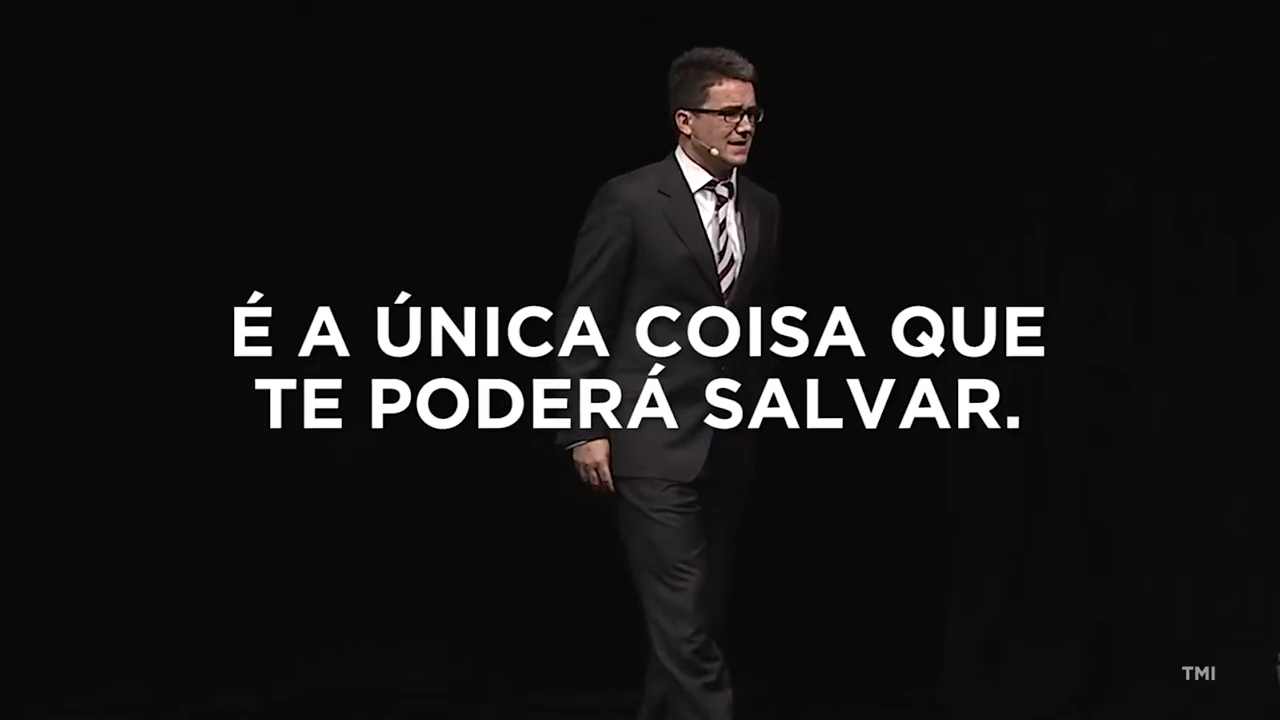 É A ÚNICA COISA QUE
TE PODERÁ SALVAR.
TMI